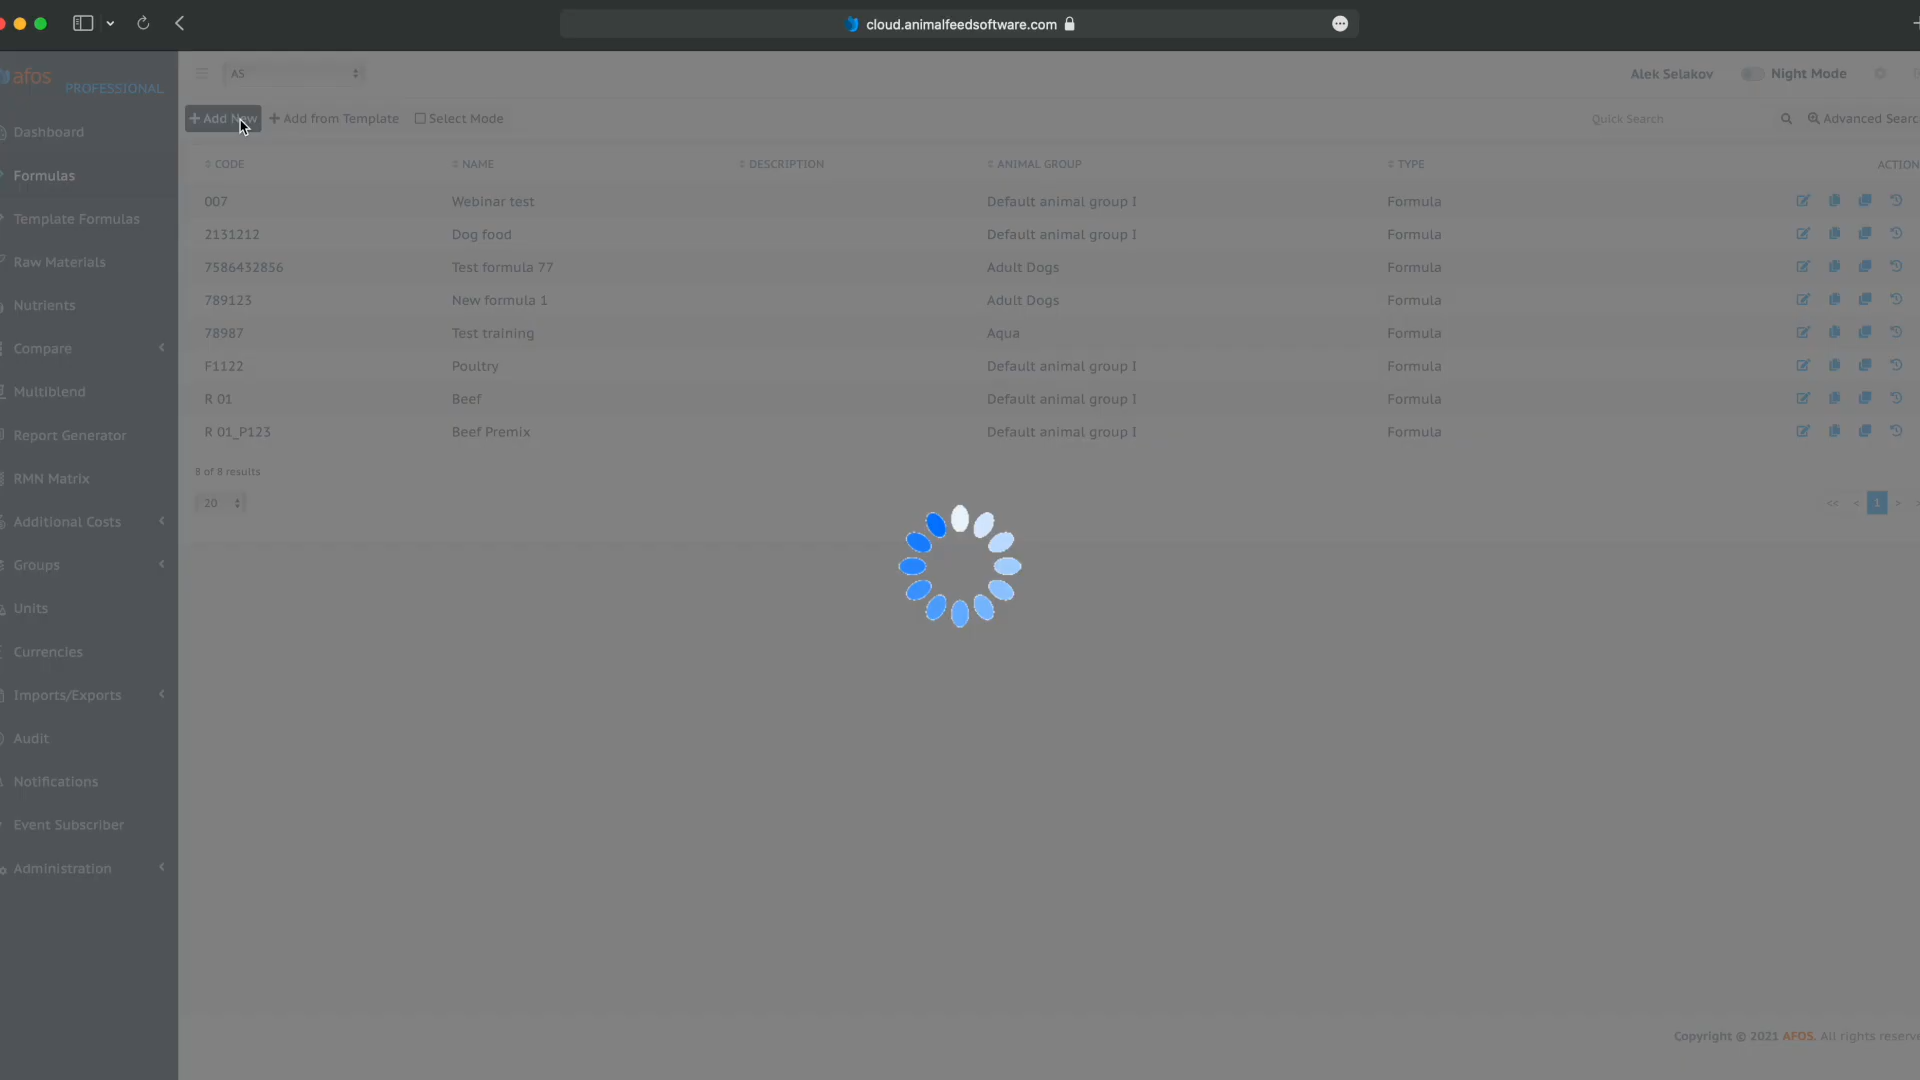 cloud.animalfeedsoftware.com
afos
PROFESSIONAL
AS
Alek Selakov
Night Mode
Dashboard
Formulas
Template Formulas
Raw Materials
Nutrients
Compare
Multiblend
Report Generator
RMN Matrix
Additional Costs
Groups
Units
Currencies
Imports/Exports
Audit
Notifications
Event Subscriber
Administration
+ Add New + Add from Template Select Mode Quick Search Advanced Searc
CODE NAME DESCRIPTION ANIMAL GROUP TYPE ACTION
007 Webinar test Default animal group I Formula
2131212 Dog food Default animal group I Formula
7586432856 Test formula 77 Adult Dogs Formula
789123 New formula 1 Adult Dogs Formula
78987 Test training Aqua Formula
F1122 Poultry Default animal group I Formula
R 01 Beef Default animal group I Formula
R 01_P123 Beef Premix Default animal group I Formula
8 of 8 results
20
<< < 1 >
Copyright © 2021 AFOS. All rights reserve